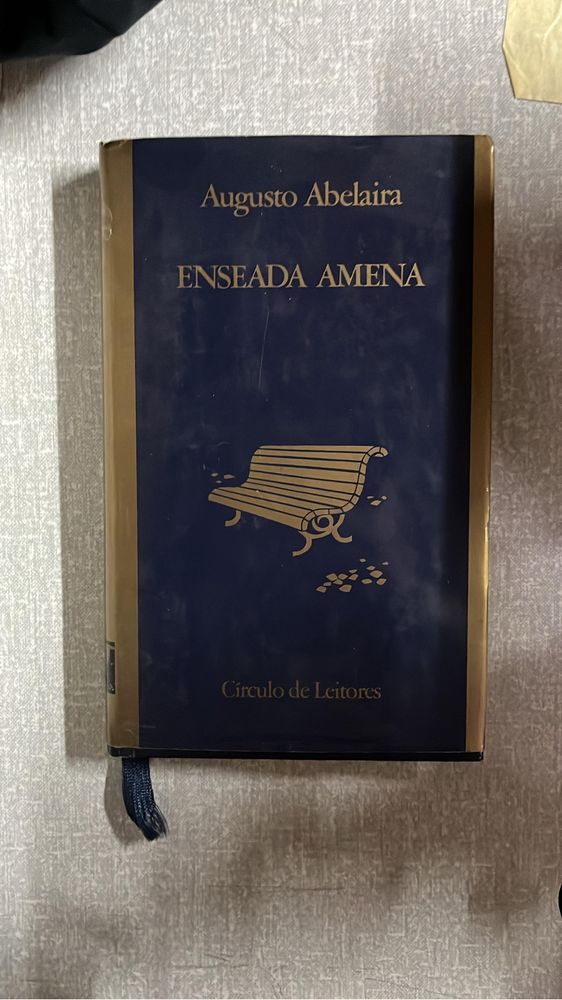 Augusto Abelaira
ENSEADA AMENA
Círculo de Leitores